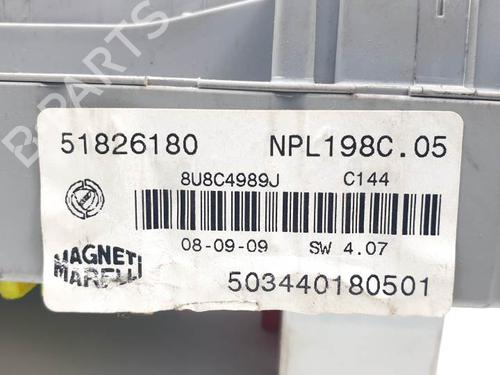 B-PARTS
51826180 NPL198C.05
8U8C4989J C144
08-09-09 SW 4.07
MAGNETI
MARELLI
503440180501